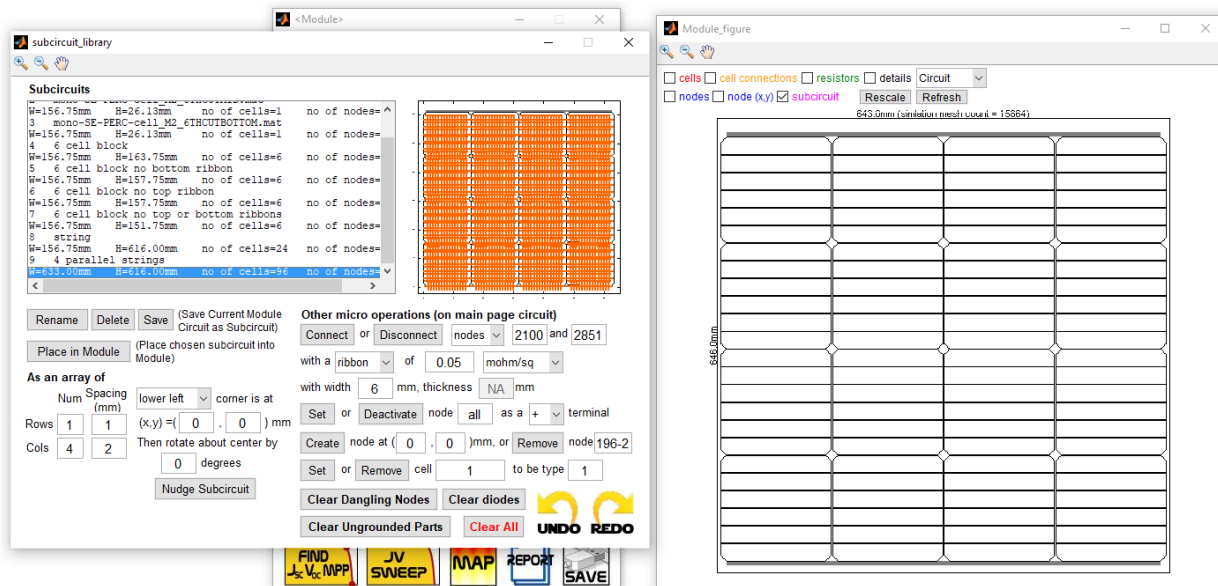 <Module>
subcircuit_library
Subcircuits
2 mono-SE-PERC-cell_M2_6THCUTMID.mat
W=156.75mm H=26.13mm no of cells=1 no of nodes=
3 mono-SE-PERC-cell_M2_6THCUTBOTTOM.mat
W=156.75mm H=26.13mm no of cells=1 no of nodes=
4 6 cell block
W=156.75mm H=163.75mm no of cells=6 no of nodes=
5 6 cell block no bottom ribbon
W=156.75mm H=157.75mm no of cells=6 no of nodes=
6 6 cell block no top ribbon
W=156.75mm H=157.75mm no of cells=6 no of nodes=
7 6 cell block no top or bottom ribbons
W=156.75mm H=151.75mm no of cells=6 no of nodes=
8 string
W=156.75mm H=616.00mm no of cells=24 no of nodes=
9 4 parallel strings
W=633.00mm H=616.00mm no of cells=96 no of nodes=
Rename Delete Save (Save Current Module Circuit as Subcircuit)
Place in Module (Place chosen subcircuit into Module)
As an array of
Num Spacing (mm) lower left corner is at
Rows 1 1 (x,y) =( 0 , 0 ) mm
Cols 4 2 Then rotate about center by
0 degrees
Nudge Subcircuit
Other micro operations (on main page circuit)
Connect or Disconnect nodes 2100 and 2851
with a ribbon of 0.05 mohm/sq
with width 6 mm, thickness NA mm
Set or Deactivate node all as a + terminal
Create node at ( 0 , 0 )mm, or Remove node 196-2
Set or Remove cell 1 to be type 1
Clear Dangling Nodes Clear diodes
Clear Ungrounded Parts Clear All UNDO REDO
FIND Jsc Voc MPP
JV SWEEP
MAP
REPORT
SAVE
Module_figure
cells cell connections resistors details Circuit
nodes node (x,y) subcircuit Rescale Refresh
643.0mm (simlation mesh count = 15864)
646.0mm